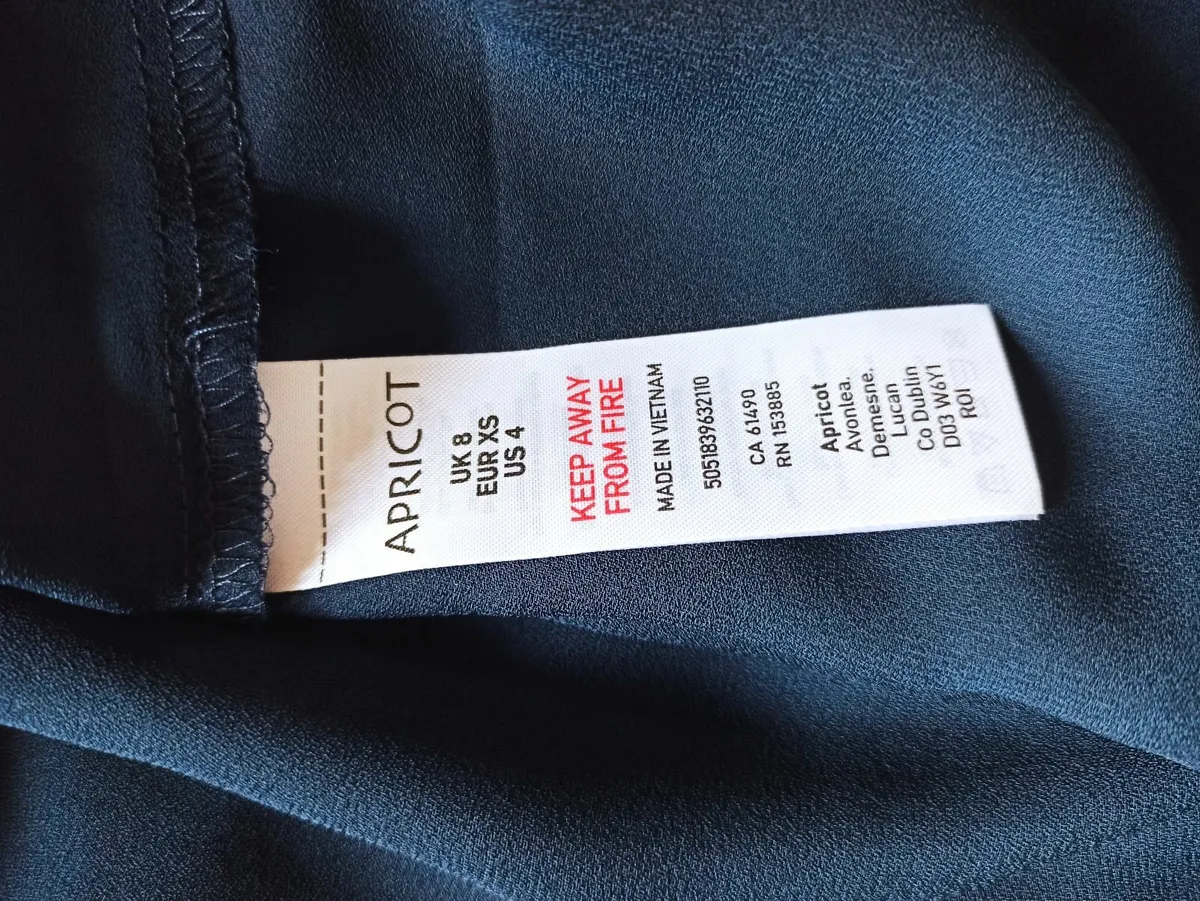 APRICOT
UK 8
EUR XS
US 4
KEEP AWAY
FROM FIRE
MADE IN VIETNAM
5051839632110
CA 61490
RN 153885
Apricot
Avonlea.
Demesne.
Lucan
Co Dublin
D03 W6Y1
ROI